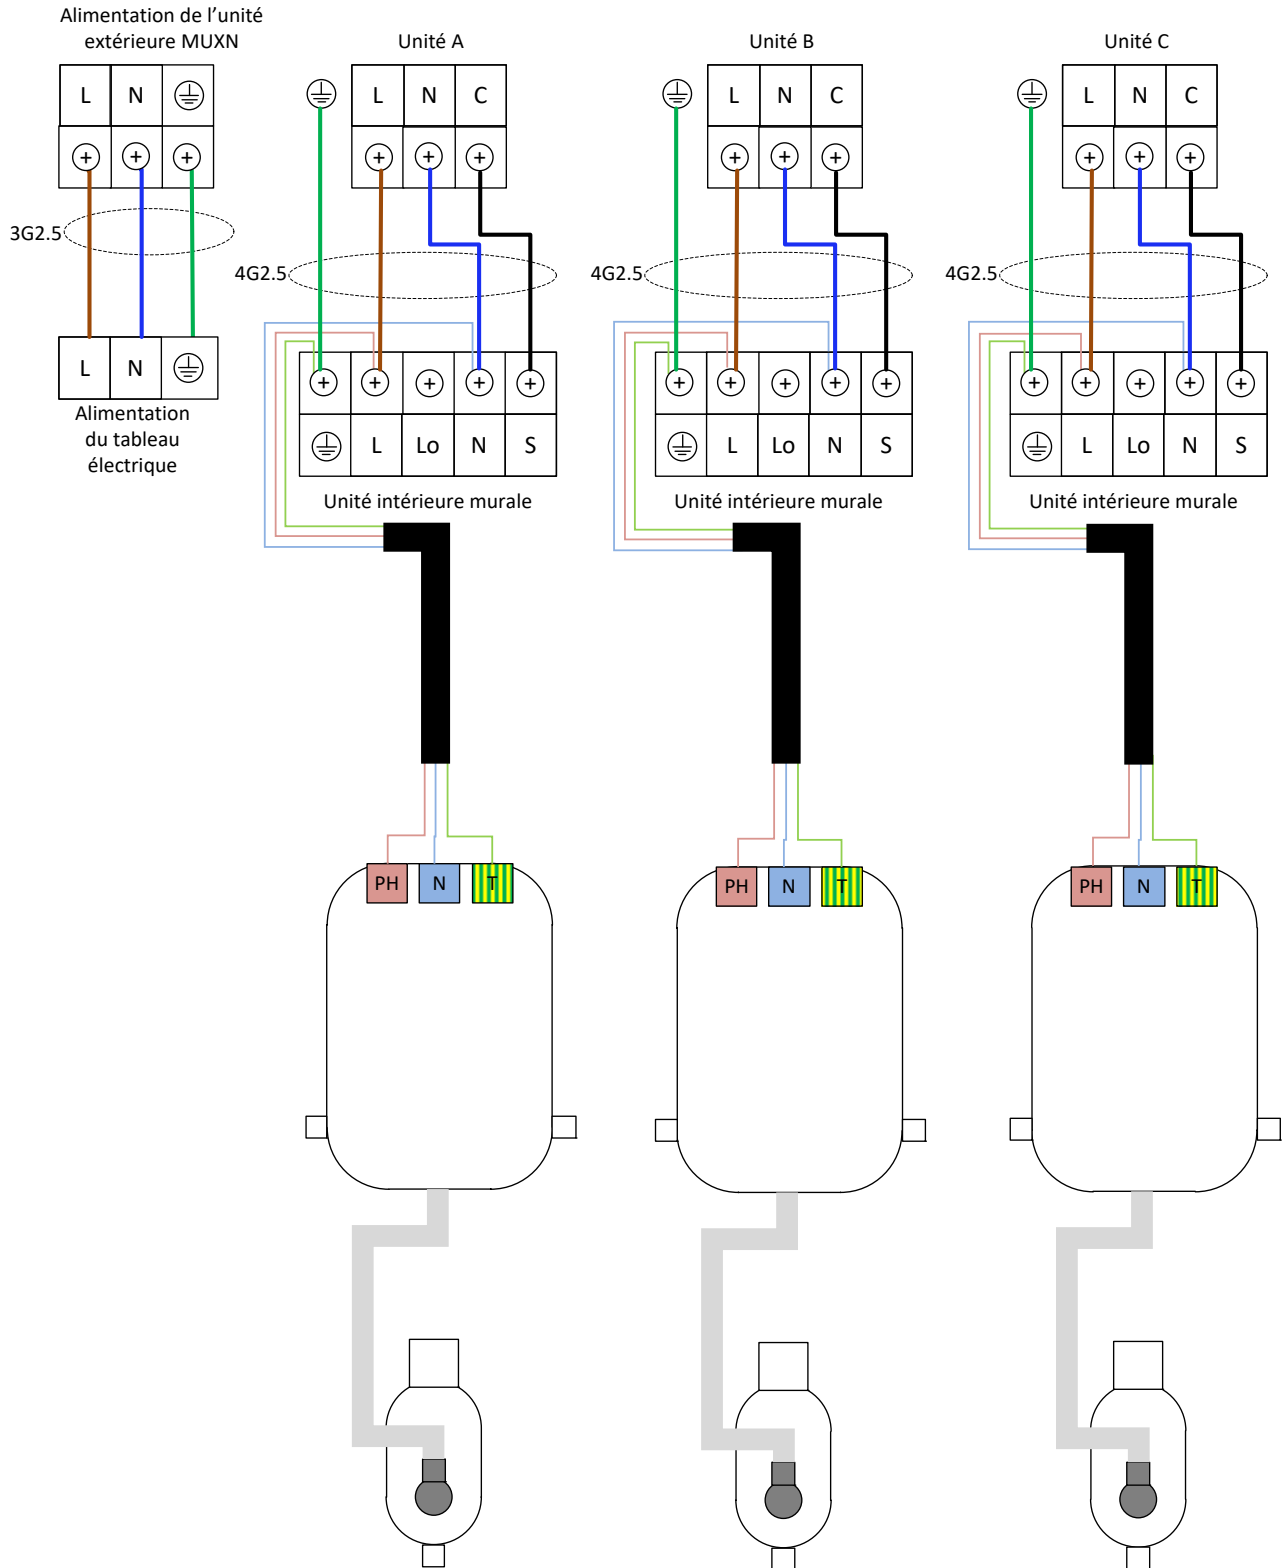 Alimentation de l’unité
extérieure MUXN
L N
3G2.5
L N
Alimentation
du tableau
électrique
Unité A
L N C
4G2.5
L Lo N S
Unité intérieure murale
PH N T
Unité B
L N C
4G2.5
L Lo N S
Unité intérieure murale
PH N T
Unité C
L N C
4G2.5
L Lo N S
Unité intérieure murale
PH N T